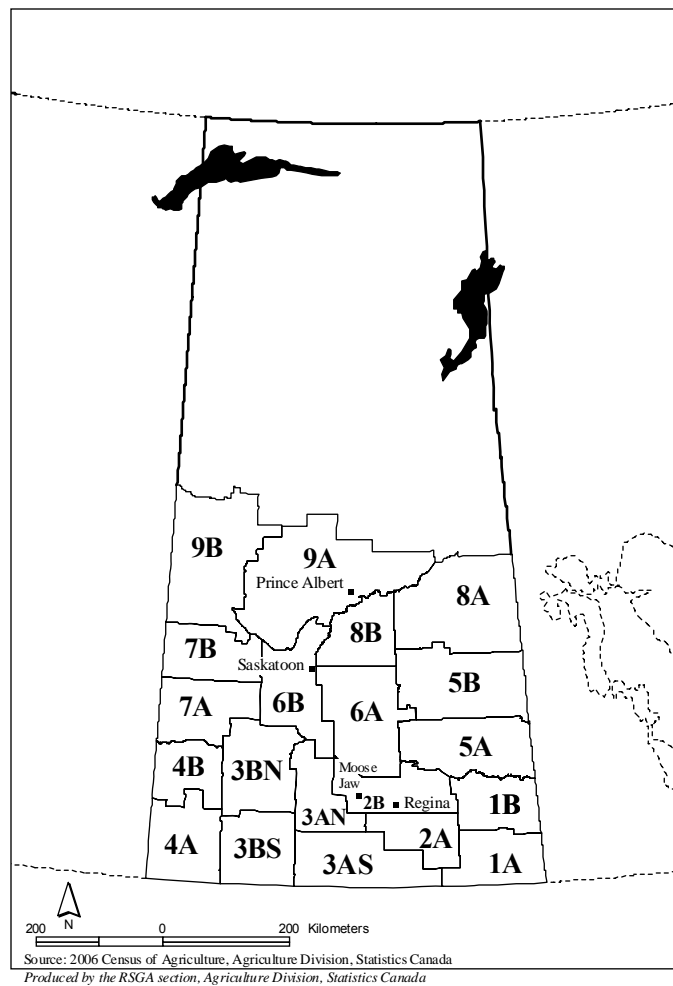 9B
9A
Prince Albert
8A
8B
7B
Saskatoon
5B
6B
6A
7A
5A
4B
3BN
Moose
Jaw
2B
Regina
1B
3AN
2A
4A
3BS
3AS
1A
N
200 0 200 Kilometers
Source: 2006 Census of Agriculture, Agriculture Division, Statistics Canada
Produced by the RSGA section, Agriculture Division, Statistics Canada